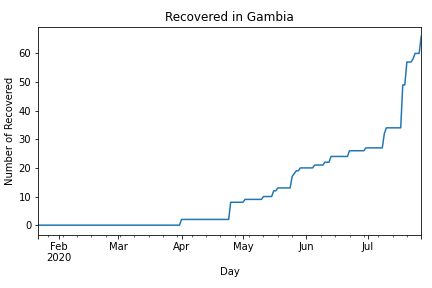 Recovered in Gambia
Number of Recovered
60
50
40
30
20
10
0
Feb
2020
Mar
Apr
May
Jun
Jul
Day